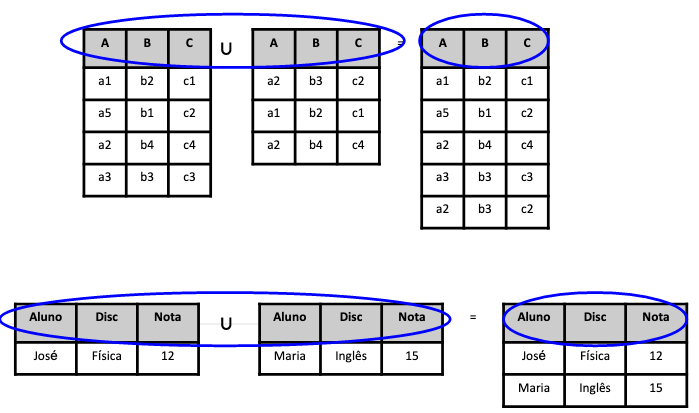 A B C ∪ A B C = A B C
a1 b2 c1 a2 b3 c2 a1 b2 c1
a5 b1 c2 a1 b2 c1 a5 b1 c2
a2 b4 c4 a2 b4 c4 a2 b4 c4
a3 b3 c3 a3 b3 c3
a2 b3 c2
Aluno Disc Nota ∪ Aluno Disc Nota = Aluno Disc Nota
José Física 12 Maria Inglês 15 José Física 12
Maria Inglês 15